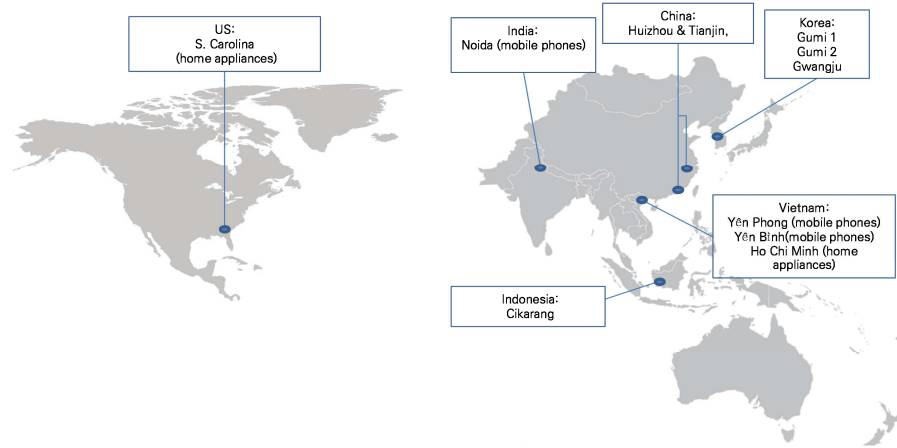 US:
S. Carolina
(home appliances)
India:
Noida (mobile phones)
China:
Huizhou & Tianjin,
Korea:
Gumi 1
Gumi 2
Gwangju
Vietnam:
Yên Phong (mobile phones)
Yên Bình(mobile phones)
Ho Chi Minh (home
appliances)
Indonesia:
Cikarang